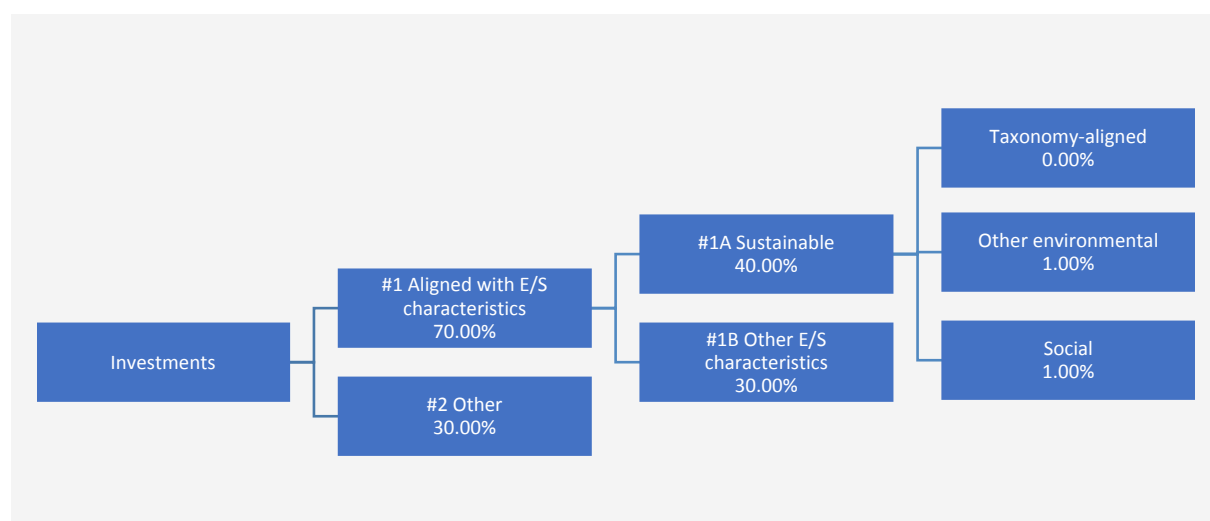 Investments
#1 Aligned with E/S
characteristics
70.00%
#2 Other
30.00%
#1A Sustainable
40.00%
#1B Other E/S
characteristics
30.00%
Taxonomy-aligned
0.00%
Other environmental
1.00%
Social
1.00%